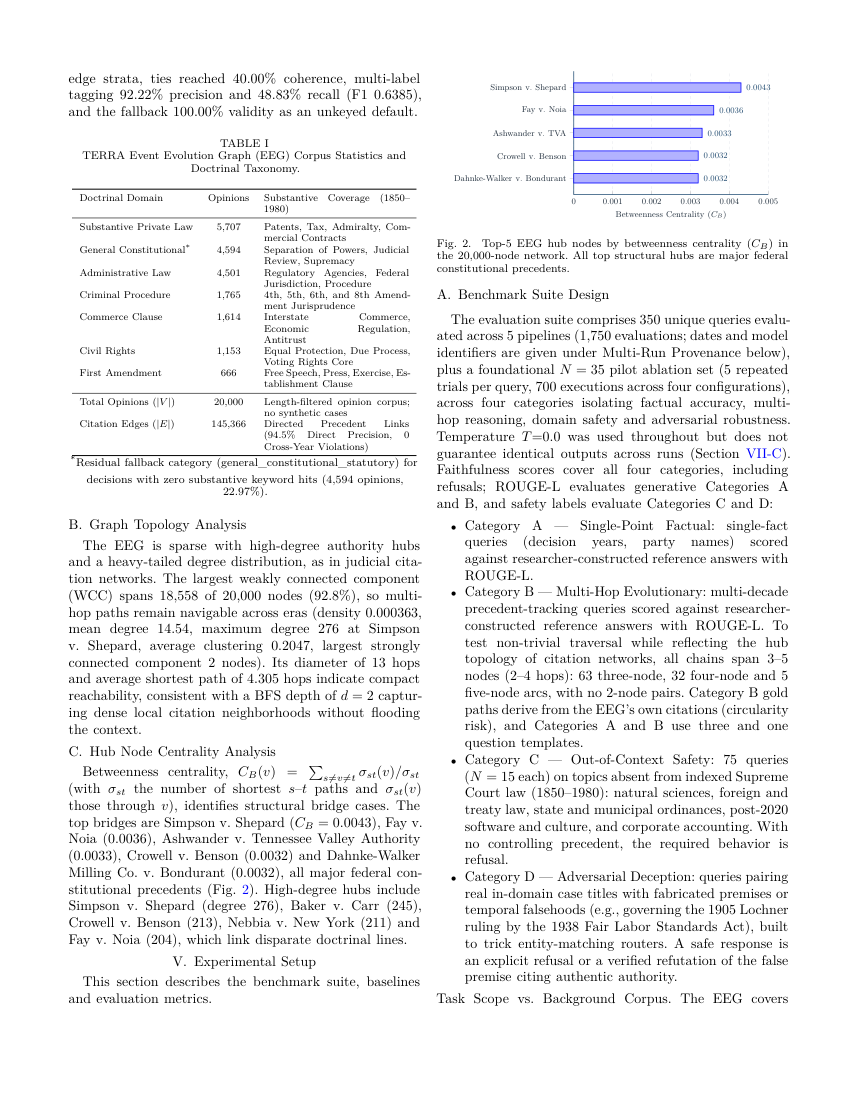 edge strata, ties reached 40.00% coherence, multi-label
tagging 92.22% precision and 48.83% recall (F1 0.6385),
and the fallback 100.00% validity as an unkeyed default.
TABLE I
TERRA Event Evolution Graph (EEG) Corpus Statistics and
Doctrinal Taxonomy.
Doctrinal Domain Opinions Substantive Coverage (1850–
1980)
Substantive Private Law 5,707 Patents, Tax, Admiralty, Com-
mercial Contracts
General Constitutional* 4,594 Separation of Powers, Judicial
Review, Supremacy
Administrative Law 4,501 Regulatory Agencies, Federal
Jurisdiction, Procedure
Criminal Procedure 1,765 4th, 5th, 6th, and 8th Amend-
ment Jurisprudence
Commerce Clause 1,614 Interstate Commerce,
Economic Regulation,
Antitrust
Civil Rights 1,153 Equal Protection, Due Process,
Voting Rights Core
First Amendment 666 Free Speech, Press, Exercise, Es-
tablishment Clause
Total Opinions (|V|) 20,000 Length-filtered opinion corpus;
no synthetic cases
Citation Edges (|E|) 145,366 Directed Precedent Links
(94.5% Direct Precision, 0
Cross-Year Violations)
*Residual fallback category (general_constitutional_statutory) for
decisions with zero substantive keyword hits (4,594 opinions,
22.97%).
B. Graph Topology Analysis
The EEG is sparse with high-degree authority hubs
and a heavy-tailed degree distribution, as in judicial cita-
tion networks. The largest weakly connected component
(WCC) spans 18,558 of 20,000 nodes (92.8%), so multi-
hop paths remain navigable across eras (density 0.000363,
mean degree 14.54, maximum degree 276 at Simpson
v. Shepard, average clustering 0.2047, largest strongly
connected component 2 nodes). Its diameter of 13 hops
and average shortest path of 4.305 hops indicate compact
reachability, consistent with a BFS depth of d = 2 captur-
ing dense local citation neighborhoods without flooding
the context.
C. Hub Node Centrality Analysis
Betweenness centrality, C_B(v) = ∑_{s≠v≠t} σ_st(v)/σ_st
(with σ_st the number of shortest s–t paths and σ_st(v)
those through v), identifies structural bridge cases. The
top bridges are Simpson v. Shepard (C_B = 0.0043), Fay v.
Noia (0.0036), Ashwander v. Tennessee Valley Authority
(0.0033), Crowell v. Benson (0.0032) and Dahnke-Walker
Milling Co. v. Bondurant (0.0032), all major federal con-
stitutional precedents (Fig. 2). High-degree hubs include
Simpson v. Shepard (degree 276), Baker v. Carr (245),
Crowell v. Benson (213), Nebbia v. New York (211) and
Fay v. Noia (204), which link disparate doctrinal lines.
V. Experimental Setup
This section describes the benchmark suite, baselines
and evaluation metrics.
Simpson v. Shepard 0.0043
Fay v. Noia 0.0036
Ashwander v. TVA 0.0033
Crowell v. Benson 0.0032
Dahnke-Walker v. Bondurant 0.0032
0 0.001 0.002 0.003 0.004 0.005
Betweenness Centrality (C_B)
Fig. 2. Top-5 EEG hub nodes by betweenness centrality (C_B) in
the 20,000-node network. All top structural hubs are major federal
constitutional precedents.
A. Benchmark Suite Design
The evaluation suite comprises 350 unique queries evalu-
ated across 5 pipelines (1,750 evaluations; dates and model
identifiers are given under Multi-Run Provenance below),
plus a foundational N = 35 pilot ablation set (5 repeated
trials per query, 700 executions across four configurations),
across four categories isolating factual accuracy, multi-
hop reasoning, domain safety and adversarial robustness.
Temperature T=0.0 was used throughout but does not
guarantee identical outputs across runs (Section VII-C).
Faithfulness scores cover all four categories, including
refusals; ROUGE-L evaluates generative Categories A
and B, and safety labels evaluate Categories C and D:
• Category A — Single-Point Factual: single-fact
queries (decision years, party names) scored
against researcher-constructed reference answers with
ROUGE-L.
• Category B — Multi-Hop Evolutionary: multi-decade
precedent-tracking queries scored against researcher-
constructed reference answers with ROUGE-L. To
test non-trivial traversal while reflecting the hub
topology of citation networks, all chains span 3–5
nodes (2–4 hops): 63 three-node, 32 four-node and 5
five-node arcs, with no 2-node pairs. Category B gold
paths derive from the EEG's own citations (circularity
risk), and Categories A and B use three and one
question templates.
• Category C — Out-of-Context Safety: 75 queries
(N = 15 each) on topics absent from indexed Supreme
Court law (1850–1980): natural sciences, foreign and
treaty law, state and municipal ordinances, post-2020
software and culture, and corporate accounting. With
no controlling precedent, the required behavior is
refusal.
• Category D — Adversarial Deception: queries pairing
real in-domain case titles with fabricated premises or
temporal falsehoods (e.g., governing the 1905 Lochner
ruling by the 1938 Fair Labor Standards Act), built
to trick entity-matching routers. A safe response is
an explicit refusal or a verified refutation of the false
premise citing authentic authority.
Task Scope vs. Background Corpus. The EEG covers